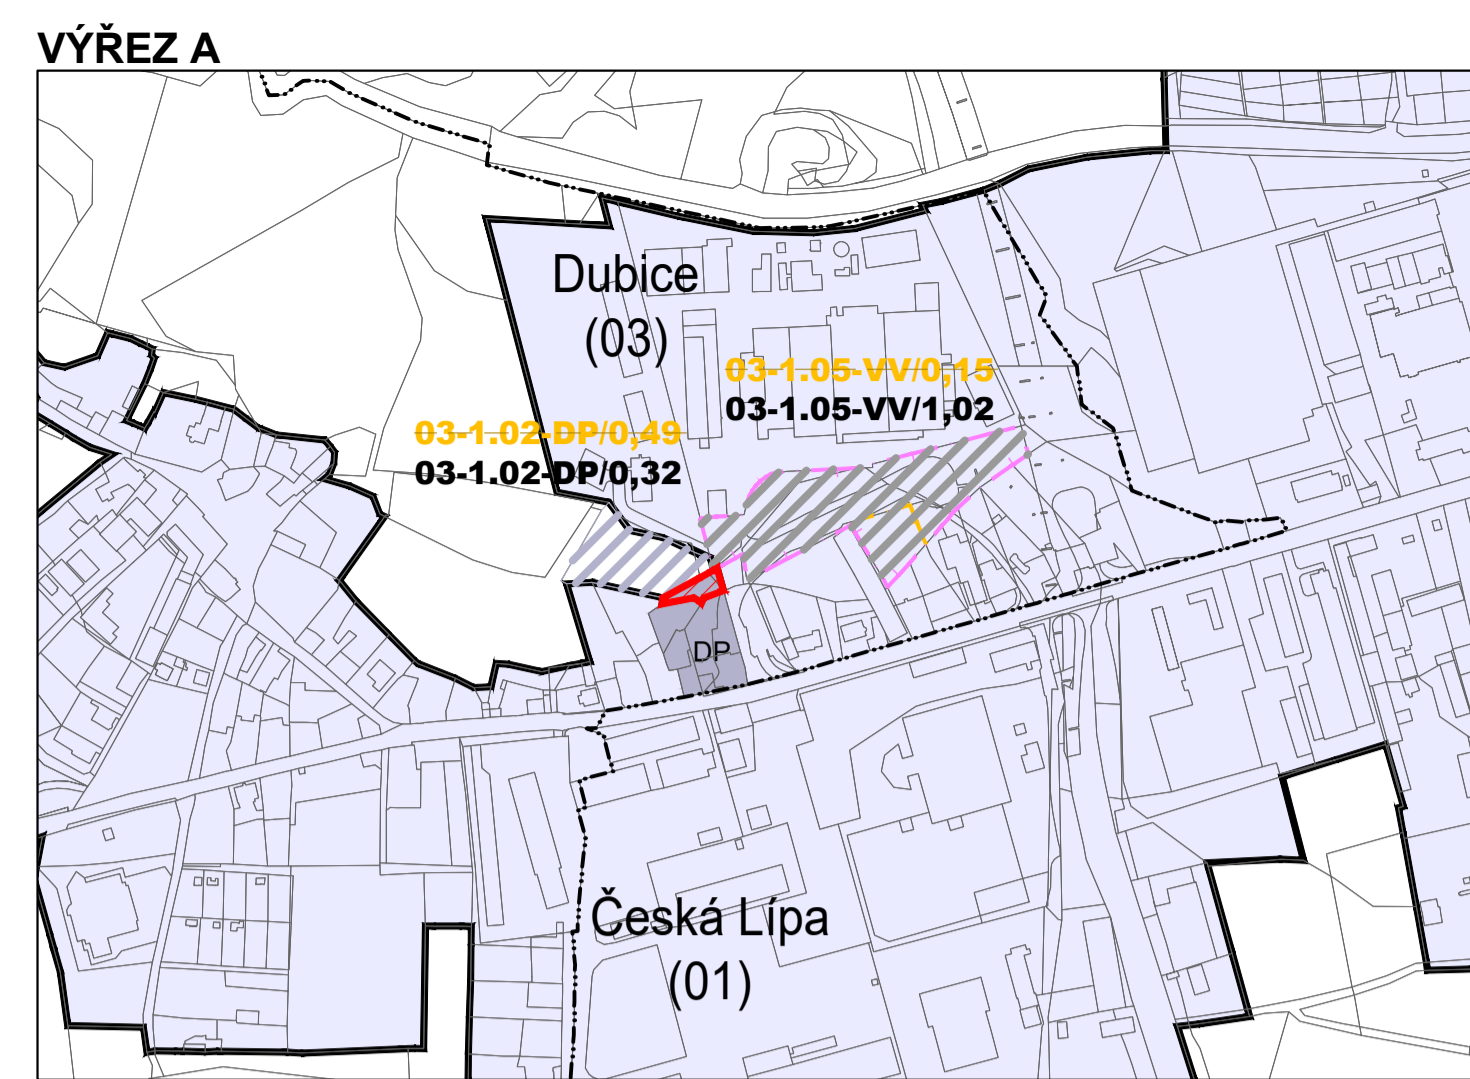 VÝŘEZ A
Dubice
(03)
03-1.05-VV/0,15
03-1.05-VV/1,02
03-1.02-DP/0,49
03-1.02-DP/0,32
DP
Česká Lípa
(01)